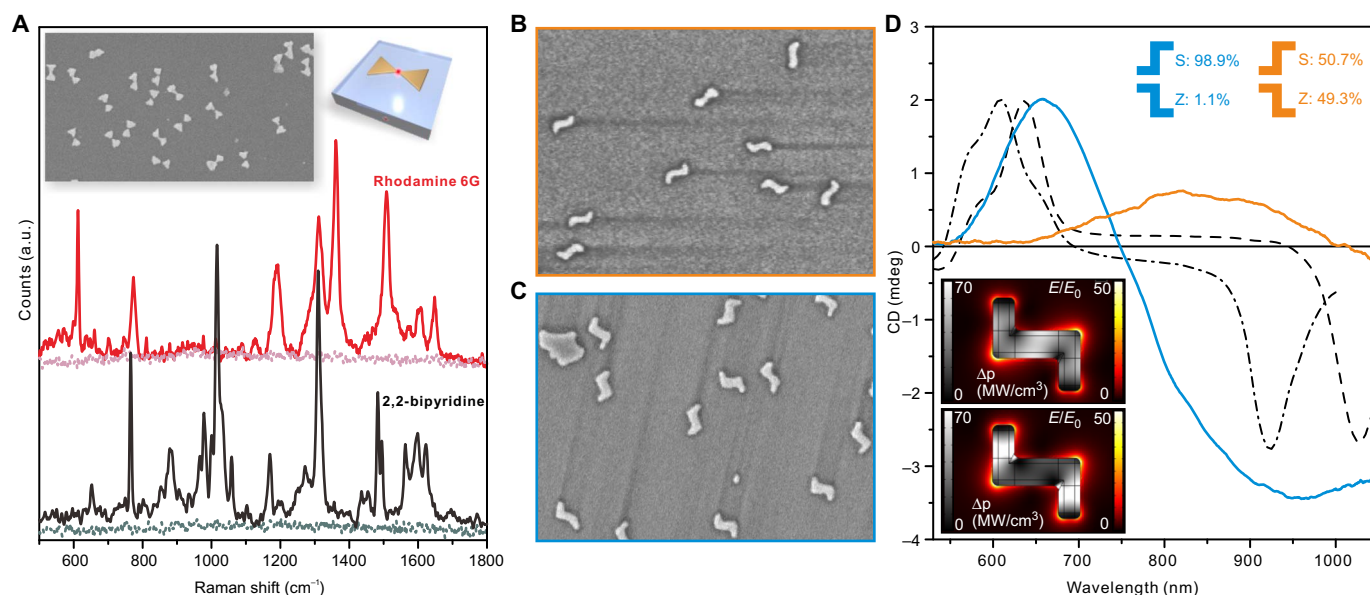 A
Rhodamine 6G
2,2-bipyridine
Counts (a.u.)
600 800 1000 1200 1400 1600 1800
Raman shift (cm⁻¹)
B
C
D
S: 98.9%
Z: 1.1%
S: 50.7%
Z: 49.3%
3
2
1
0
−1
−2
−3
−4
CD (mdeg)
70 E/E₀ 50
Δp
(MW/cm³)
0 0
70 E/E₀ 50
Δp
(MW/cm³)
0 0
600 700 800 900 1000
Wavelength (nm)